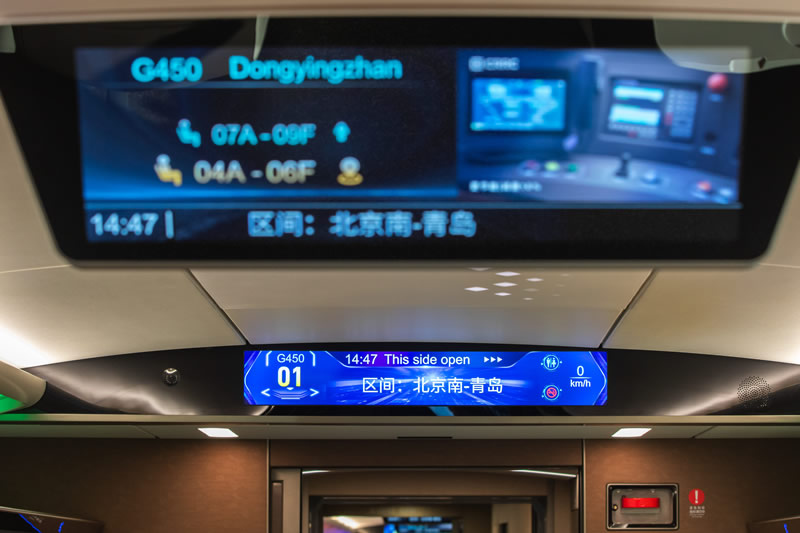 G450 Dongyingzhan
07A - 09F
04A - 06F
14:47 区间: 北京南-青岛
G450 14:47 This side open
01 区间: 北京南-青岛
0
km/h